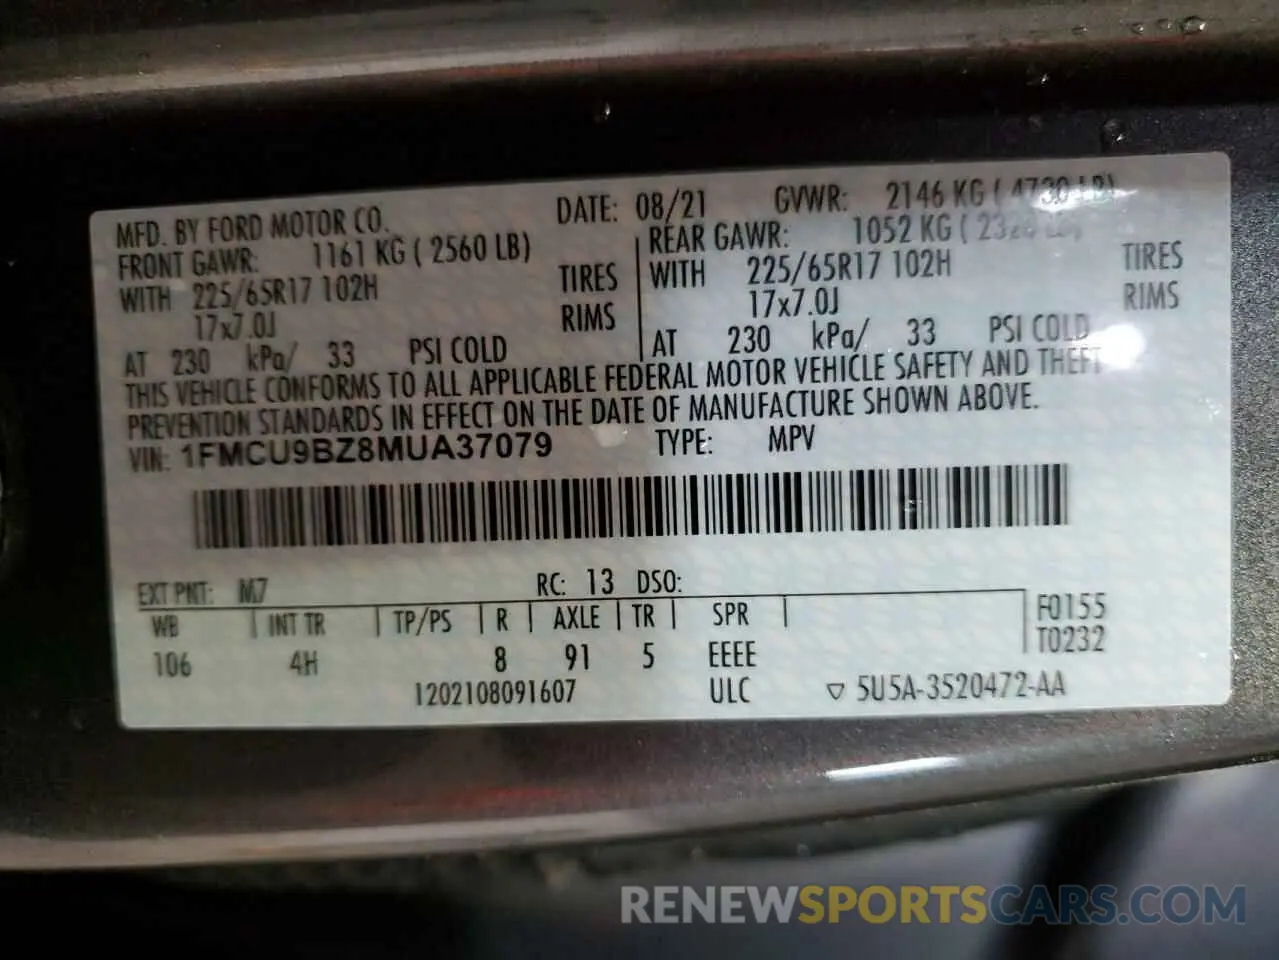 MFD. BY FORD MOTOR CO. DATE: 08/21 GVWR: 2146 KG ( 4730 LB)
FRONT GAWR: 1161 KG ( 2560 LB) REAR GAWR: 1052 KG ( 2320 LB)
WITH 225/65R17 102H TIRES WITH 225/65R17 102H TIRES
17x7.0J RIMS 17x7.0J RIMS
AT 230 kPa/ 33 PSI COLD AT 230 kPa/ 33 PSI COLD
THIS VEHICLE CONFORMS TO ALL APPLICABLE FEDERAL MOTOR VEHICLE SAFETY AND THEFT
PREVENTION STANDARDS IN EFFECT ON THE DATE OF MANUFACTURE SHOWN ABOVE.
VIN: 1FMCU9BZ8MUA37079 TYPE: MPV
EXT PNT: M7 RC: 13 DSO:
WB | INT TR | TP/PS | R | AXLE | TR | SPR | F0155
106 4H 8 91 5 EEEE T0232
1202108091607 ULC ▽ 5U5A-3520472-AA
RENEWSPORTSCARS.COM